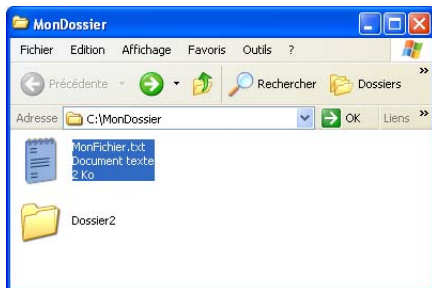 MonDossier
Fichier Edition Affichage Favoris Outils ?
Précédente Rechercher Dossiers »
Adresse C:\MonDossier OK Liens »
MonFichier.txt
Document texte
2 Ko
Dossier2